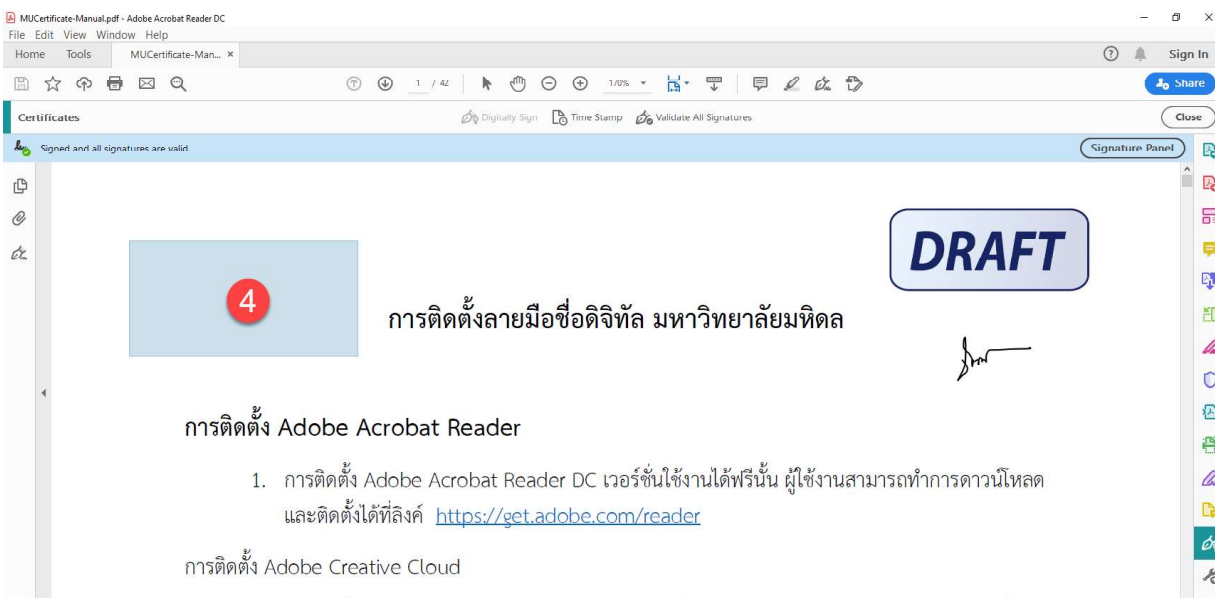 MUCertificate-Manual.pdf - Adobe Acrobat Reader DC
File Edit View Window Help
Home Tools MUCertificate-Man... × Sign In
1 / 42 170% Share
Certificates Digitally Sign Time Stamp Validate All Signatures Close
Signed and all signatures are valid. Signature Panel
DRAFT
4
การติดตั้งลายมือชื่อดิจิทัล มหาวิทยาลัยมหิดล
การติดตั้ง Adobe Acrobat Reader
1. การติดตั้ง Adobe Acrobat Reader DC เวอร์ชั่นใช้งานได้ฟรีนั้น ผู้ใช้งานสามารถทำการดาวน์โหลด
และติดตั้งได้ที่ลิงค์ https://get.adobe.com/reader
การติดตั้ง Adobe Creative Cloud